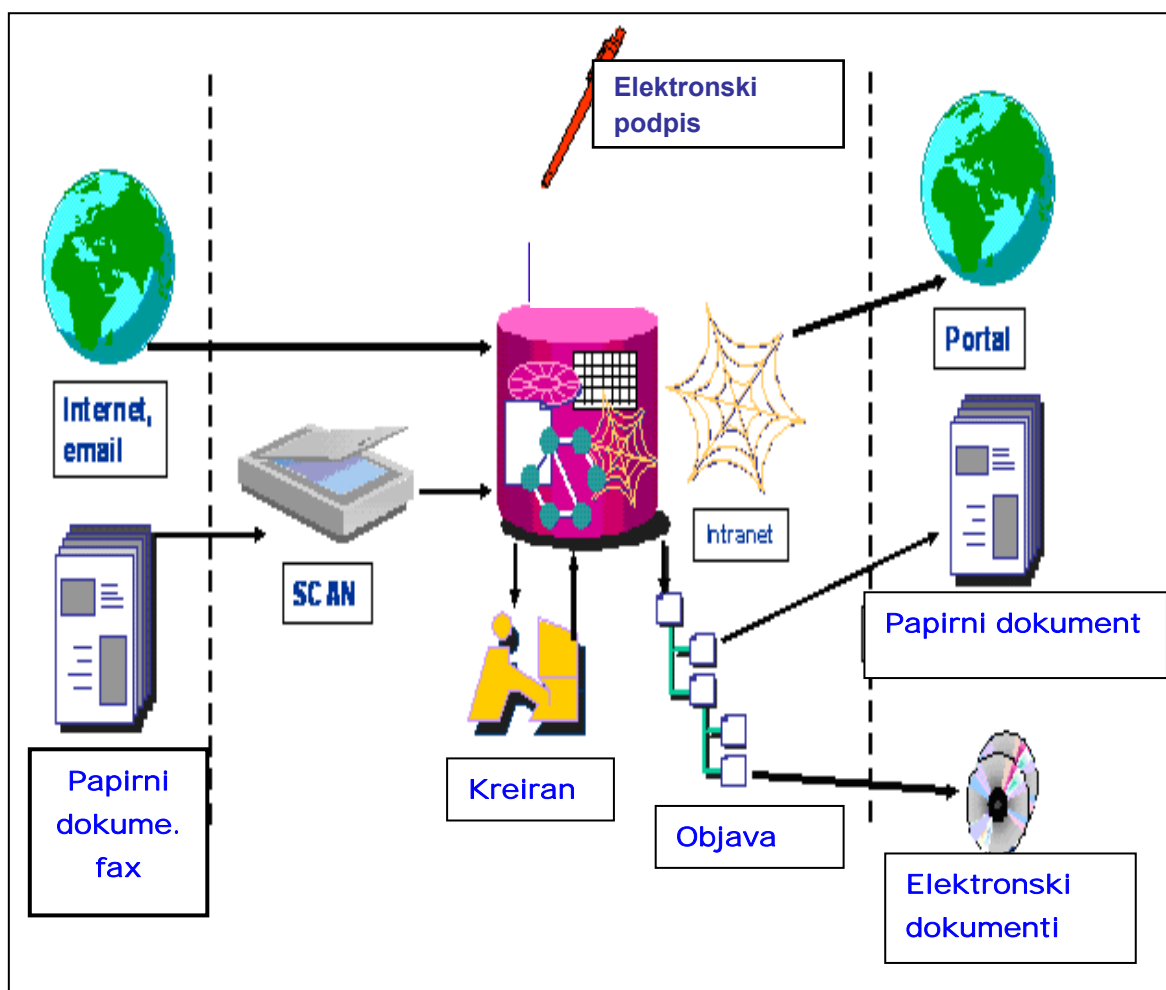 Elektronski
podpis
Internet,
email
Portal
SCAN
Intranet
Papirni dokument
Papirni
dokume.
fax
Kreiran
Objava
Elektronski
dokumenti